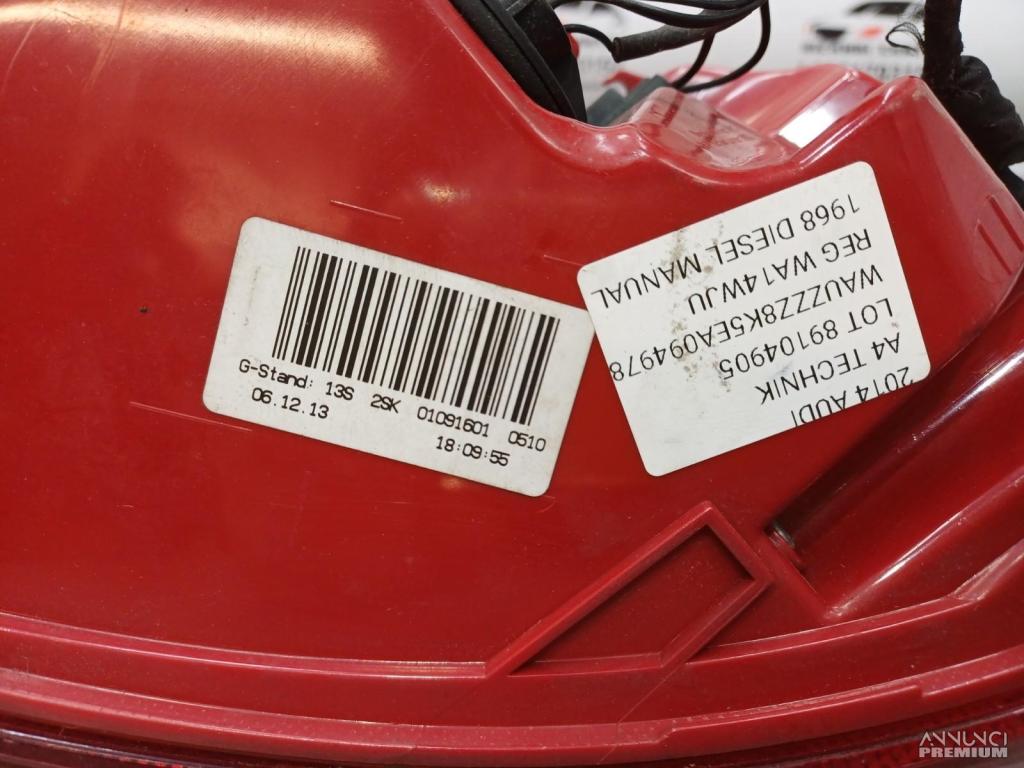 G-Stand: 13S 2SK 01091601 0510
06.12.13 18:09:55
2014 AUDI
A4 TECHNIK
LOT 89104905
WAUZZZ8K5EA094978
REG WA14WJU
1968 DIESEL MANUAL
ANNUNCI
PREMIUM